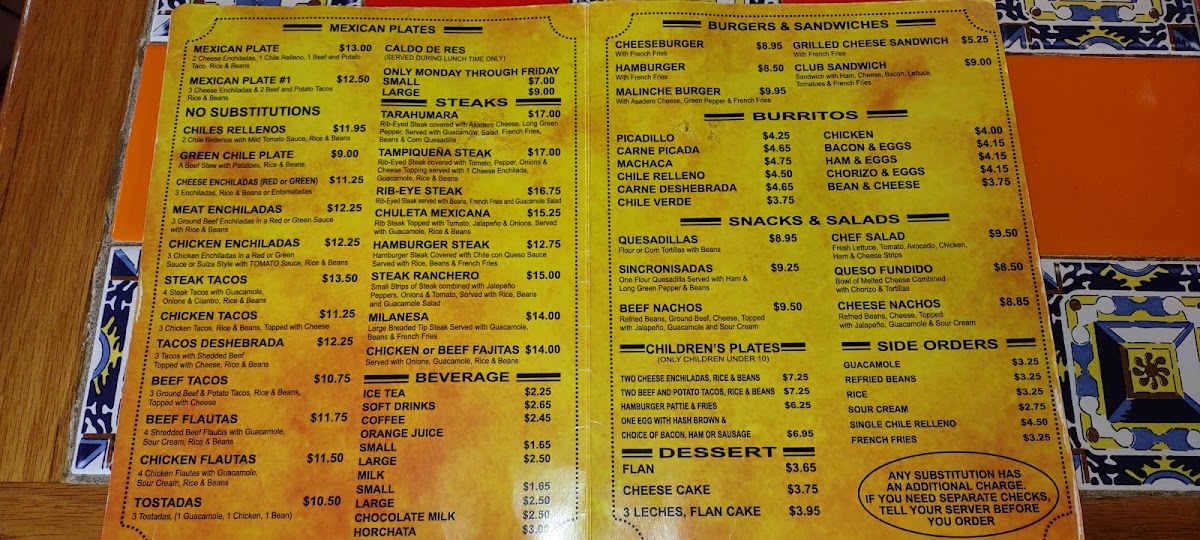 MEXICAN PLATES
MEXICAN PLATE $13.00
2 Cheese Enchiladas, 1 Chile Relleno, 1 Beef and Potato
Taco, Rice & Beans
MEXICAN PLATE #1 $12.50
3 Cheese Enchiladas & 2 Beef and Potato Tacos
Rice & Beans
NO SUBSTITUTIONS
CHILES RELLENOS $11.95
2 Chile Rellenos with Mild Tomato Sauce, Rice & Beans
GREEN CHILE PLATE $9.00
A Beef Stew with Patatoes, Rice & Beans.
CHEESE ENCHILADAS (RED or GREEN) $11.25
3 Enchiladas, Rice & Beans or Entomatadas
MEAT ENCHILADAS $12.25
3 Ground Beef Enchiladas in a Red or Green Sauce
with Rice & Beans
CHICKEN ENCHILADAS $12.25
3 Chicken Enchiladas in a Red or Green
Sauce or Suiza Style with TOMATO Sauce, Rice & Beans
STEAK TACOS $13.50
4 Steak Tacos with Guacamole,
Onions & Cilantro, Rice & Beans
CHICKEN TACOS $11.25
3 Chicken Tacos, Rice & Beans, Topped with Cheese
TACOS DESHEBRADA $12.25
3 Tacos with Shedded Beef
Topped with Cheese, Rice & Beans
BEEF TACOS $10.75
3 Ground Beef & Potato Tacos, Rice & Beans,
Topped with Cheese
BEEF FLAUTAS $11.75
4 Shredded Beef Flautas with Guacamole,
Sour Cream, Rice & Beans
CHICKEN FLAUTAS $11.50
4 Chicken Flautas with Guacamole,
Sour Cream, Rice & Beans
TOSTADAS $10.50
3 Tostadas, (1 Guacamole, 1 Chicken, 1 Bean)
CALDO DE RES
(SERVED DURING LUNCH TIME ONLY)
ONLY MONDAY THROUGH FRIDAY
SMALL $7.00
LARGE $9.00
STEAKS
TARAHUMARA $17.00
Rib-Eyed Steak covered with Asadero Cheese, Long Green
Pepper, Served with Guacamole, Salad, French Fries,
Beans & Corn Quesadilla
TAMPIQUEÑA STEAK $17.00
Rib-Eyed Steak covered with Tomato, Pepper, Onions &
Cheese Topping served with 1 Cheese Enchilada,
Guacamole, Rice & Beans
RIB-EYE STEAK $16.75
Rib-Eyed Steak served with Beans, French Fries and Guacamole Salad
CHULETA MEXICANA $15.25
Rib Steak Topped with Tomato, Jalapeño & Onions, Served
with Guacamole, Rice & Beans
HAMBURGER STEAK $12.75
Hamburger Steak Covered with Chile con Queso Sauce
Served with Rice, Beans & French Fries
STEAK RANCHERO $15.00
Small Strips of Steak combined with Jalepeño
Peppers, Onions & Tomato, Served with Rice, Beans
and Guacamole Salad
MILANESA $14.00
Large Breaded Tip Steak Served with Guacamole,
Beans & French Fries
CHICKEN or BEEF FAJITAS $14.00
Served with Onions, Guacamole, Rice & Beans
BEVERAGE
ICE TEA $2.25
SOFT DRINKS $2.65
COFFEE $2.45
ORANGE JUICE
SMALL $1.65
LARGE $2.50
MILK
SMALL $1.65
LARGE $2.50
CHOCOLATE MILK $2.50
HORCHATA $3.00
BURGERS & SANDWICHES
CHEESEBURGER $8.95
With French Fries
HAMBURGER $8.50
With French Fries
MALINCHE BURGER $9.95
With Asadero Cheese, Green Pepper & French Fries
GRILLED CHEESE SANDWICH $5.25
With French Fries
CLUB SANDWICH $9.00
Sandwich with Ham, Cheese, Bacon, Lettuce,
Tomatoes & French Fries
BURRITOS
PICADILLO $4.25
CARNE PICADA $4.65
MACHACA $4.75
CHILE RELLENO $4.50
CARNE DESHEBRADA $4.65
CHILE VERDE $3.75
CHICKEN $4.00
BACON & EGGS $4.15
HAM & EGGS $4.15
CHORIZO & EGGS $4.15
BEAN & CHEESE $3.75
SNACKS & SALADS
QUESADILLAS $8.95
Flour or Corn Tortillas with Beans
SINCRONISADAS $9.25
One Flour Quesadilla Served with Ham &
Long Green Pepper & Beans
BEEF NACHOS $9.50
Refried Beans, Ground Beef, Cheese, Topped
with Jalapeño, Guacamole and Sour Cream
CHEF SALAD $9.50
Fresh Lettuce, Tomato, Avocado, Chicken,
Ham & Cheese Strips
QUESO FUNDIDO $8.50
Bowl of Melted Cheese Combined
with Chorizo & Tortillas
CHEESE NACHOS $8.85
Refried Beans, Cheese, Topped
with Jalapeño, Guacamole & Sour Cream
CHILDREN'S PLATES
(ONLY CHILDREN UNDER 10)
TWO CHEESE ENCHILADAS, RICE & BEANS $7.25
TWO BEEF AND POTATO TACOS, RICE & BEANS $7.25
HAMBURGER PATTIE & FRIES $6.25
ONE EGG WITH HASH BROWN &
CHOICE OF BACON, HAM OR SAUSAGE $6.95
DESSERT
FLAN $3.65
CHEESE CAKE $3.75
3 LECHES, FLAN CAKE $3.95
SIDE ORDERS
GUACAMOLE $3.25
REFRIED BEANS $3.25
RICE $3.25
SOUR CREAM $2.75
SINGLE CHILE RELLENO $4.50
FRENCH FRIES $3.25
ANY SUBSTITUTION HAS
AN ADDITIONAL CHARGE.
IF YOU NEED SEPARATE CHECKS,
TELL YOUR SERVER BEFORE
YOU ORDER